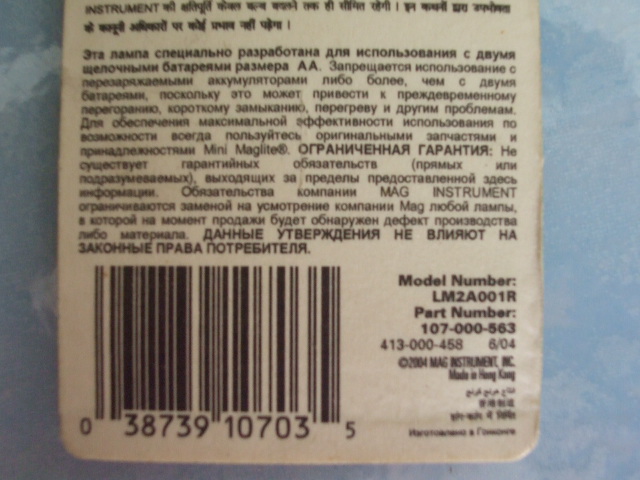 INSTRUMENT की क्षतिपूर्ति केवल बल्ब बदलने तक ही सीमित रहेगी। इन कथनों द्वारा उपभोक्ता
के कानूनी अधिकारों पर कोई प्रभाव नहीं पड़ेगा।
Эта лампа специально разработана для использования с двумя
щелочными батареями размера АА. Запрещается использование с
перезаряжаемыми аккумуляторами либо более, чем с двумя
батареями, поскольку это может привести к преждевременному
перегоранию, короткому замыканию, перегреву и другим проблемам.
Для обеспечения максимальной эффективности использования по
возможности всегда пользуйтесь оригинальными запчастями и
принадлежностями Mini Maglite®. ОГРАНИЧЕННАЯ ГАРАНТИЯ: Не
существует гарантийных обязательств (прямых или
подразумеваемых), выходящих за пределы предоставленной здесь
информации. Обязательства компании MAG INSTRUMENT
ограничиваются заменой на усмотрение компании Mag любой лампы,
в которой на момент продажи будет обнаружен дефект производства
либо материала. ДАННЫЕ УТВЕРЖДЕНИЯ НЕ ВЛИЯЮТ НА
ЗАКОННЫЕ ПРАВА ПОТРЕБИТЕЛЯ.
Model Number:
LM2A001R
Part Number:
107-000-563
413-000-458 6/04
©2004 MAG INSTRUMENT, INC.
Made in Hong Kong
Изготовлено в Гонконге
0 38739 10703 5